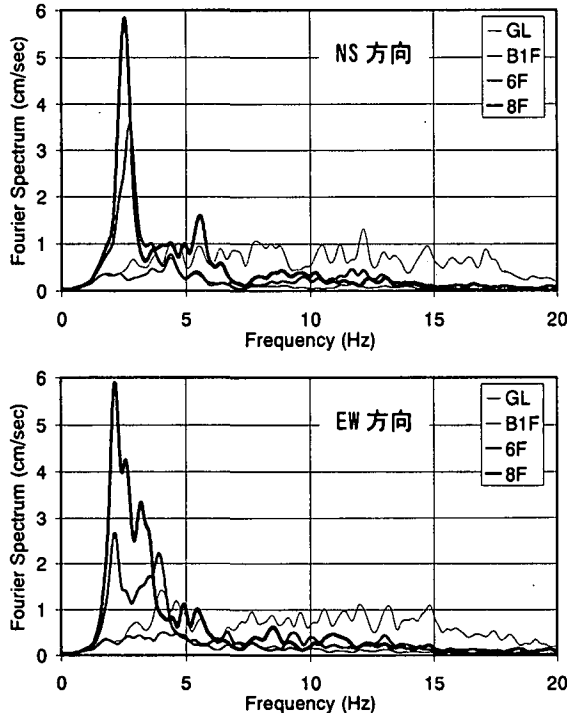 6
5
4
3
2
1
0
Fourier Spectrum (cm/sec)
NS 方向
GL
B1F
6F
8F
0 5 10 15 20
Frequency (Hz)
6
5
4
3
2
1
0
Fourier Spectrum (cm/sec)
EW 方向
GL
B1F
6F
8F
0 5 10 15 20
Frequency (Hz)